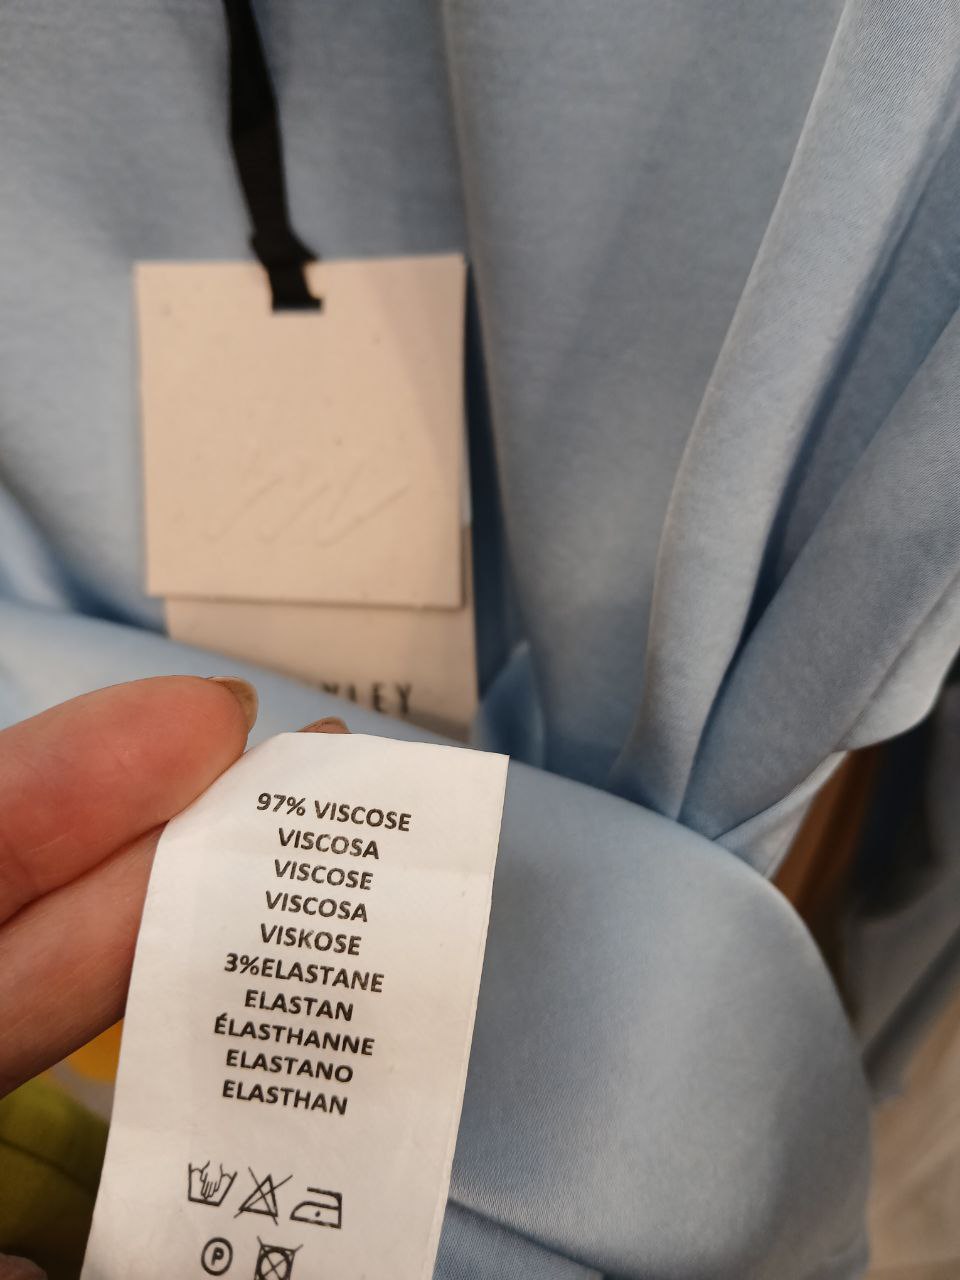 97% VISCOSE
VISCOSA
VISCOSE
VISCOSA
VISKOSE
3%ELASTANE
ELASTAN
ÉLASTHANNE
ELASTANO
ELASTHAN
P